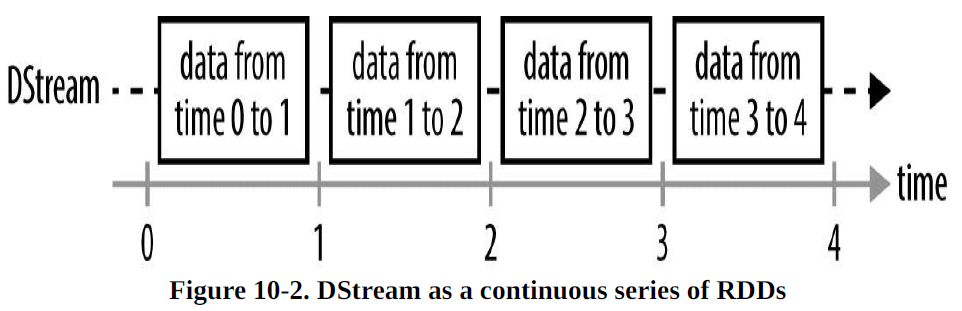 DStream
data from
time 0 to 1
data from
time 1 to 2
data from
time 2 to 3
data from
time 3 to 4
time
0 1 2 3 4
Figure 10-2. DStream as a continuous series of RDDs